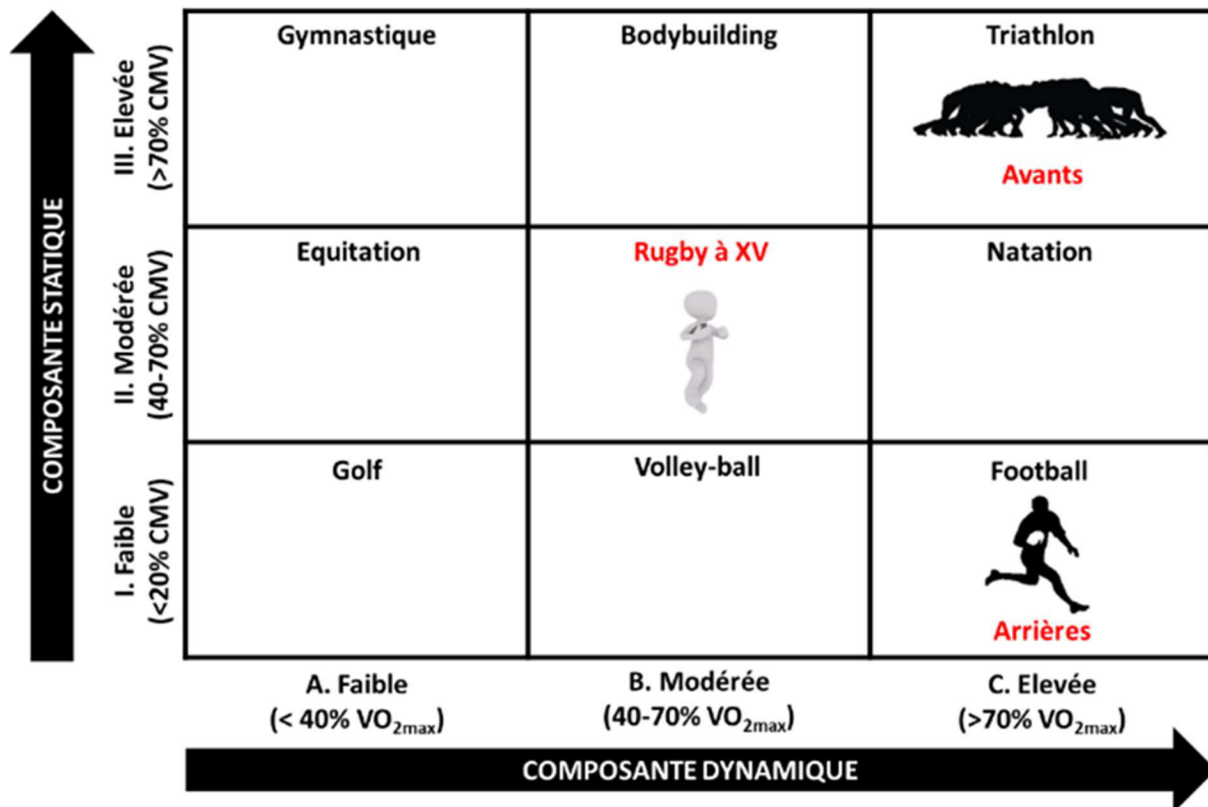 COMPOSANTE STATIQUE
III. Elevée
(>70% CMV)
Gymnastique
Bodybuilding
Triathlon
Avants
II. Modérée
(40-70% CMV)
Equitation
Rugby à XV
Natation
I. Faible
(<20% CMV)
Golf
Volley-ball
Football
Arrières
A. Faible
(< 40% VO2max)
B. Modérée
(40-70% VO2max)
C. Elevée
(>70% VO2max)
COMPOSANTE DYNAMIQUE